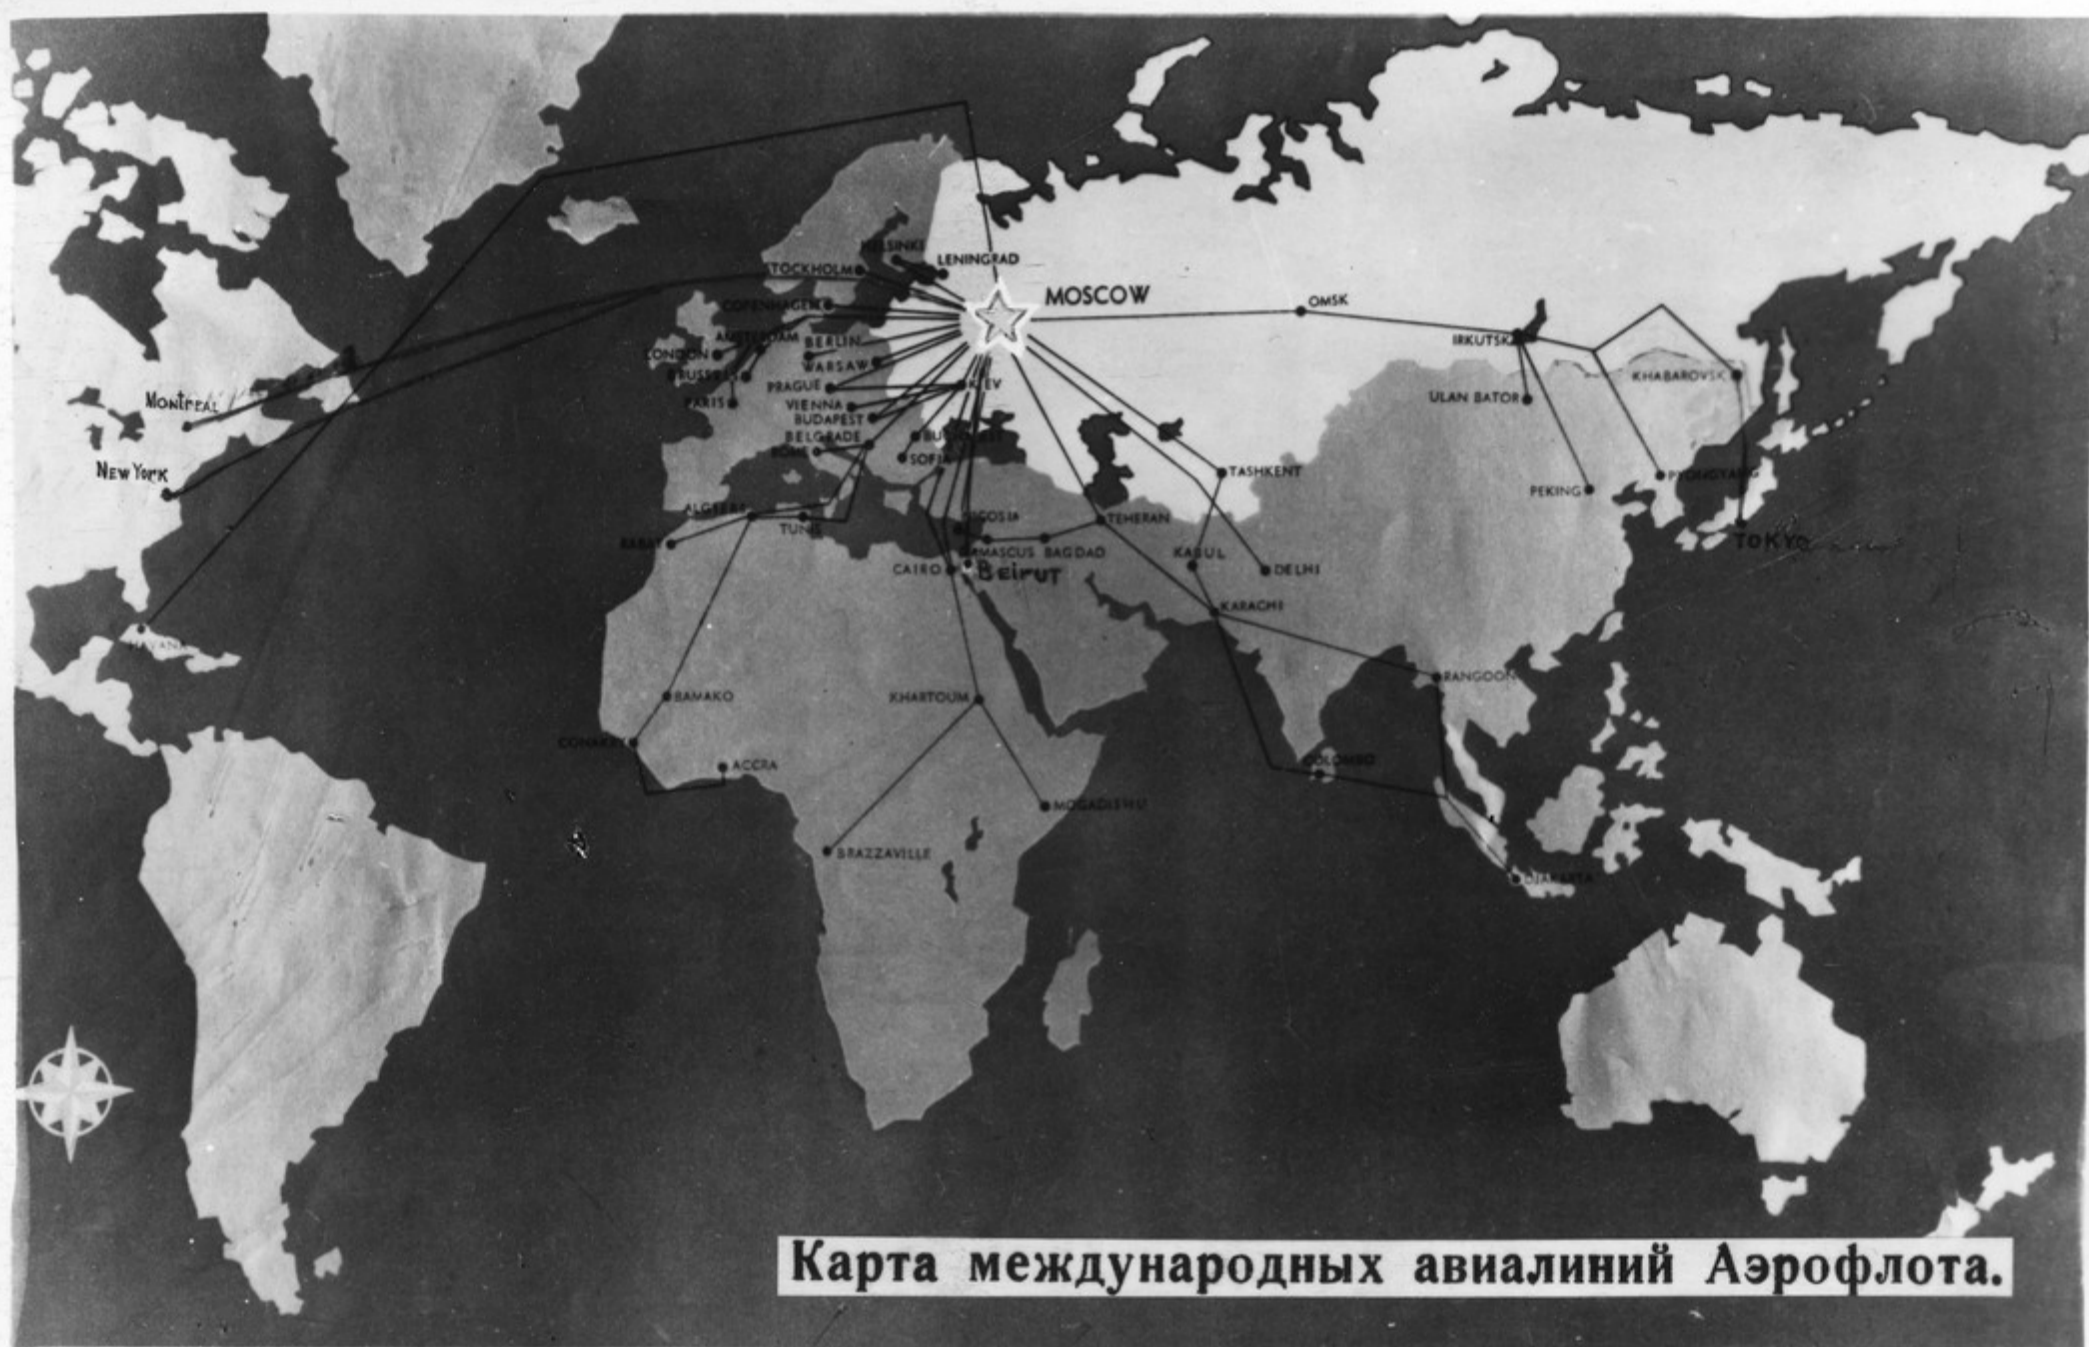 HELSINKI
LENINGRAD
STOCKHOLM
MOSCOW
OMSK
COPENHAGEN
AMSTERDAM
BERLIN
LONDON
IRKUTSK
WARSAW
BRUSSELS
KHABAROVSK
PRAGUE
KIEV
MONTREAL
PARIS
VIENNA
ULAN BATOR
BUDAPEST
BELGRADE
ROME
SOFIA
NEW YORK
TASHKENT
PEKING
PYONGYANG
ALGIERS
NICOSIA
TEHERAN
TUNIS
RABAT
DAMASCUS
BAGDAD
KABUL
TOKYO
CAIRO
BEIRUT
DELHI
KARACHI
HAVANA
RANGOON
BAMAKO
KHARTOUM
CONAKRY
ACCRA
COLOMBO
MOGADISHU
BRAZZAVILLE
DJAKARTA
Карта международных авиалиний Аэрофлота.